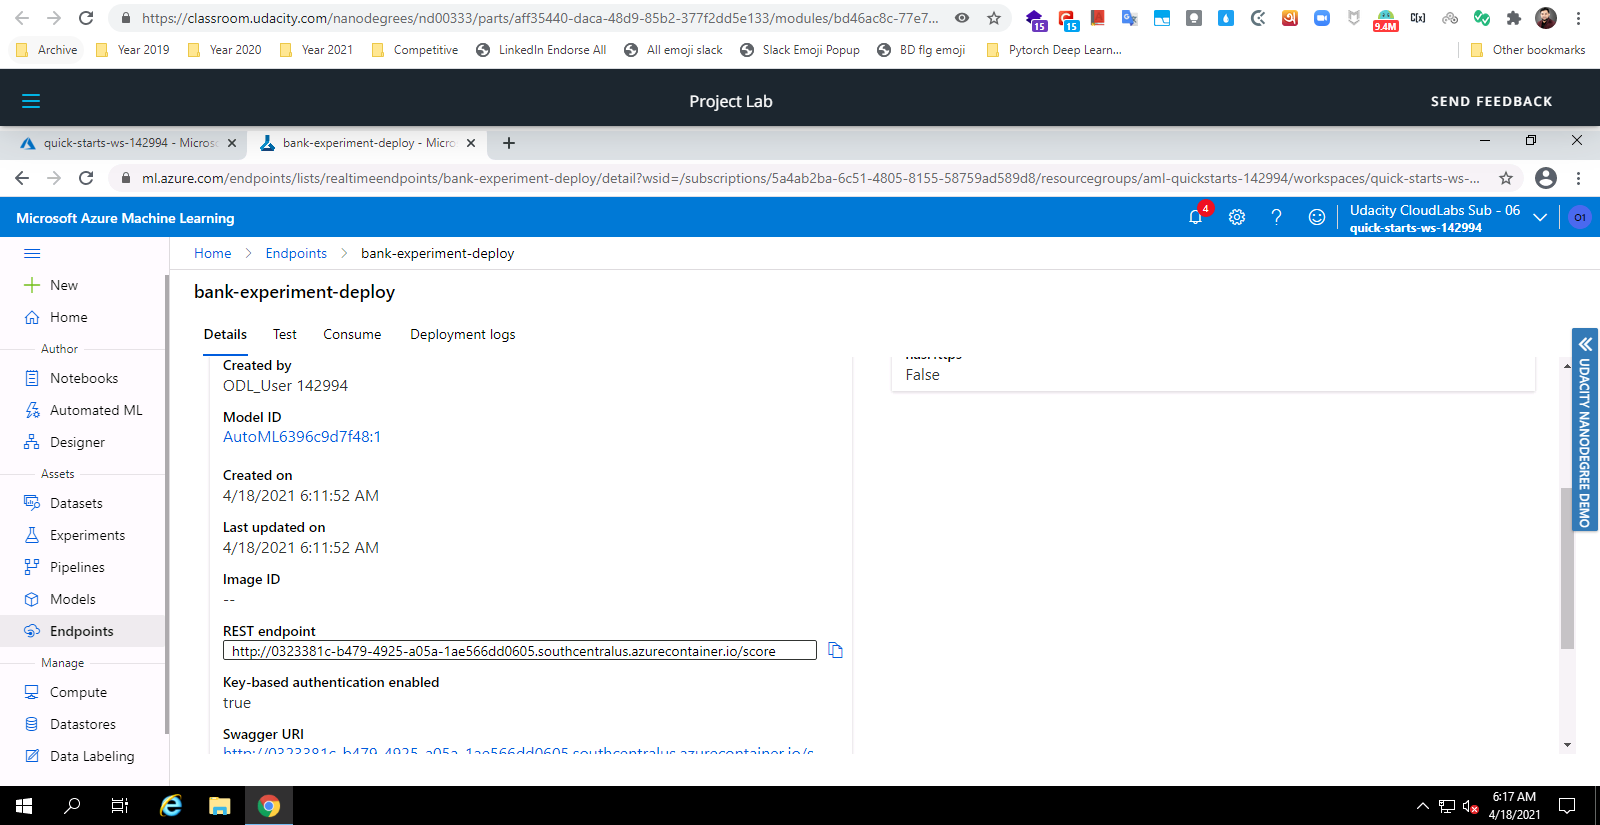 https://classroom.udacity.com/nanodegrees/nd00333/parts/aff35440-daca-48d9-85b2-377f2dd5e133/modules/bd46ac8c-77e7...
15
15
9.4M
Archive
Year 2019
Year 2020
Year 2021
Competitive
LinkedIn Endorse All
All emoji slack
Slack Emoji Popup
BD flg emoji
Pytorch Deep Learn...
Other bookmarks
Project Lab
SEND FEEDBACK
quick-starts-ws-142994 - Micros
bank-experiment-deploy - Micro
ml.azure.com/endpoints/lists/realtimeendpoints/bank-experiment-deploy/detail?wsid=/subscriptions/5a4ab2ba-6c51-4805-8155-58759ad589d8/resourcegroups/aml-quickstarts-142994/workspaces/quick-starts-ws-...
Microsoft Azure Machine Learning
4
Udacity CloudLabs Sub - 06
quick-starts-ws-142994
O1
New
Home
Author
Notebooks
Automated ML
Designer
Assets
Datasets
Experiments
Pipelines
Models
Endpoints
Manage
Compute
Datastores
Data Labeling
Home
Endpoints
bank-experiment-deploy
bank-experiment-deploy
Details
Test
Consume
Deployment logs
Created by
ODL_User 142994
Model ID
AutoML6396c9d7f48:1
Created on
4/18/2021 6:11:52 AM
Last updated on
4/18/2021 6:11:52 AM
Image ID
--
REST endpoint
http://0323381c-b479-4925-a05a-1ae566dd0605.southcentralus.azurecontainer.io/score
Key-based authentication enabled
true
Swagger URI
http://0323381c-b479-4925-a05a-1ae566dd0605.southcentralus.azurecontainer.io/s
False
UDACITY NANODEGREE DEMO
6:17 AM
4/18/2021